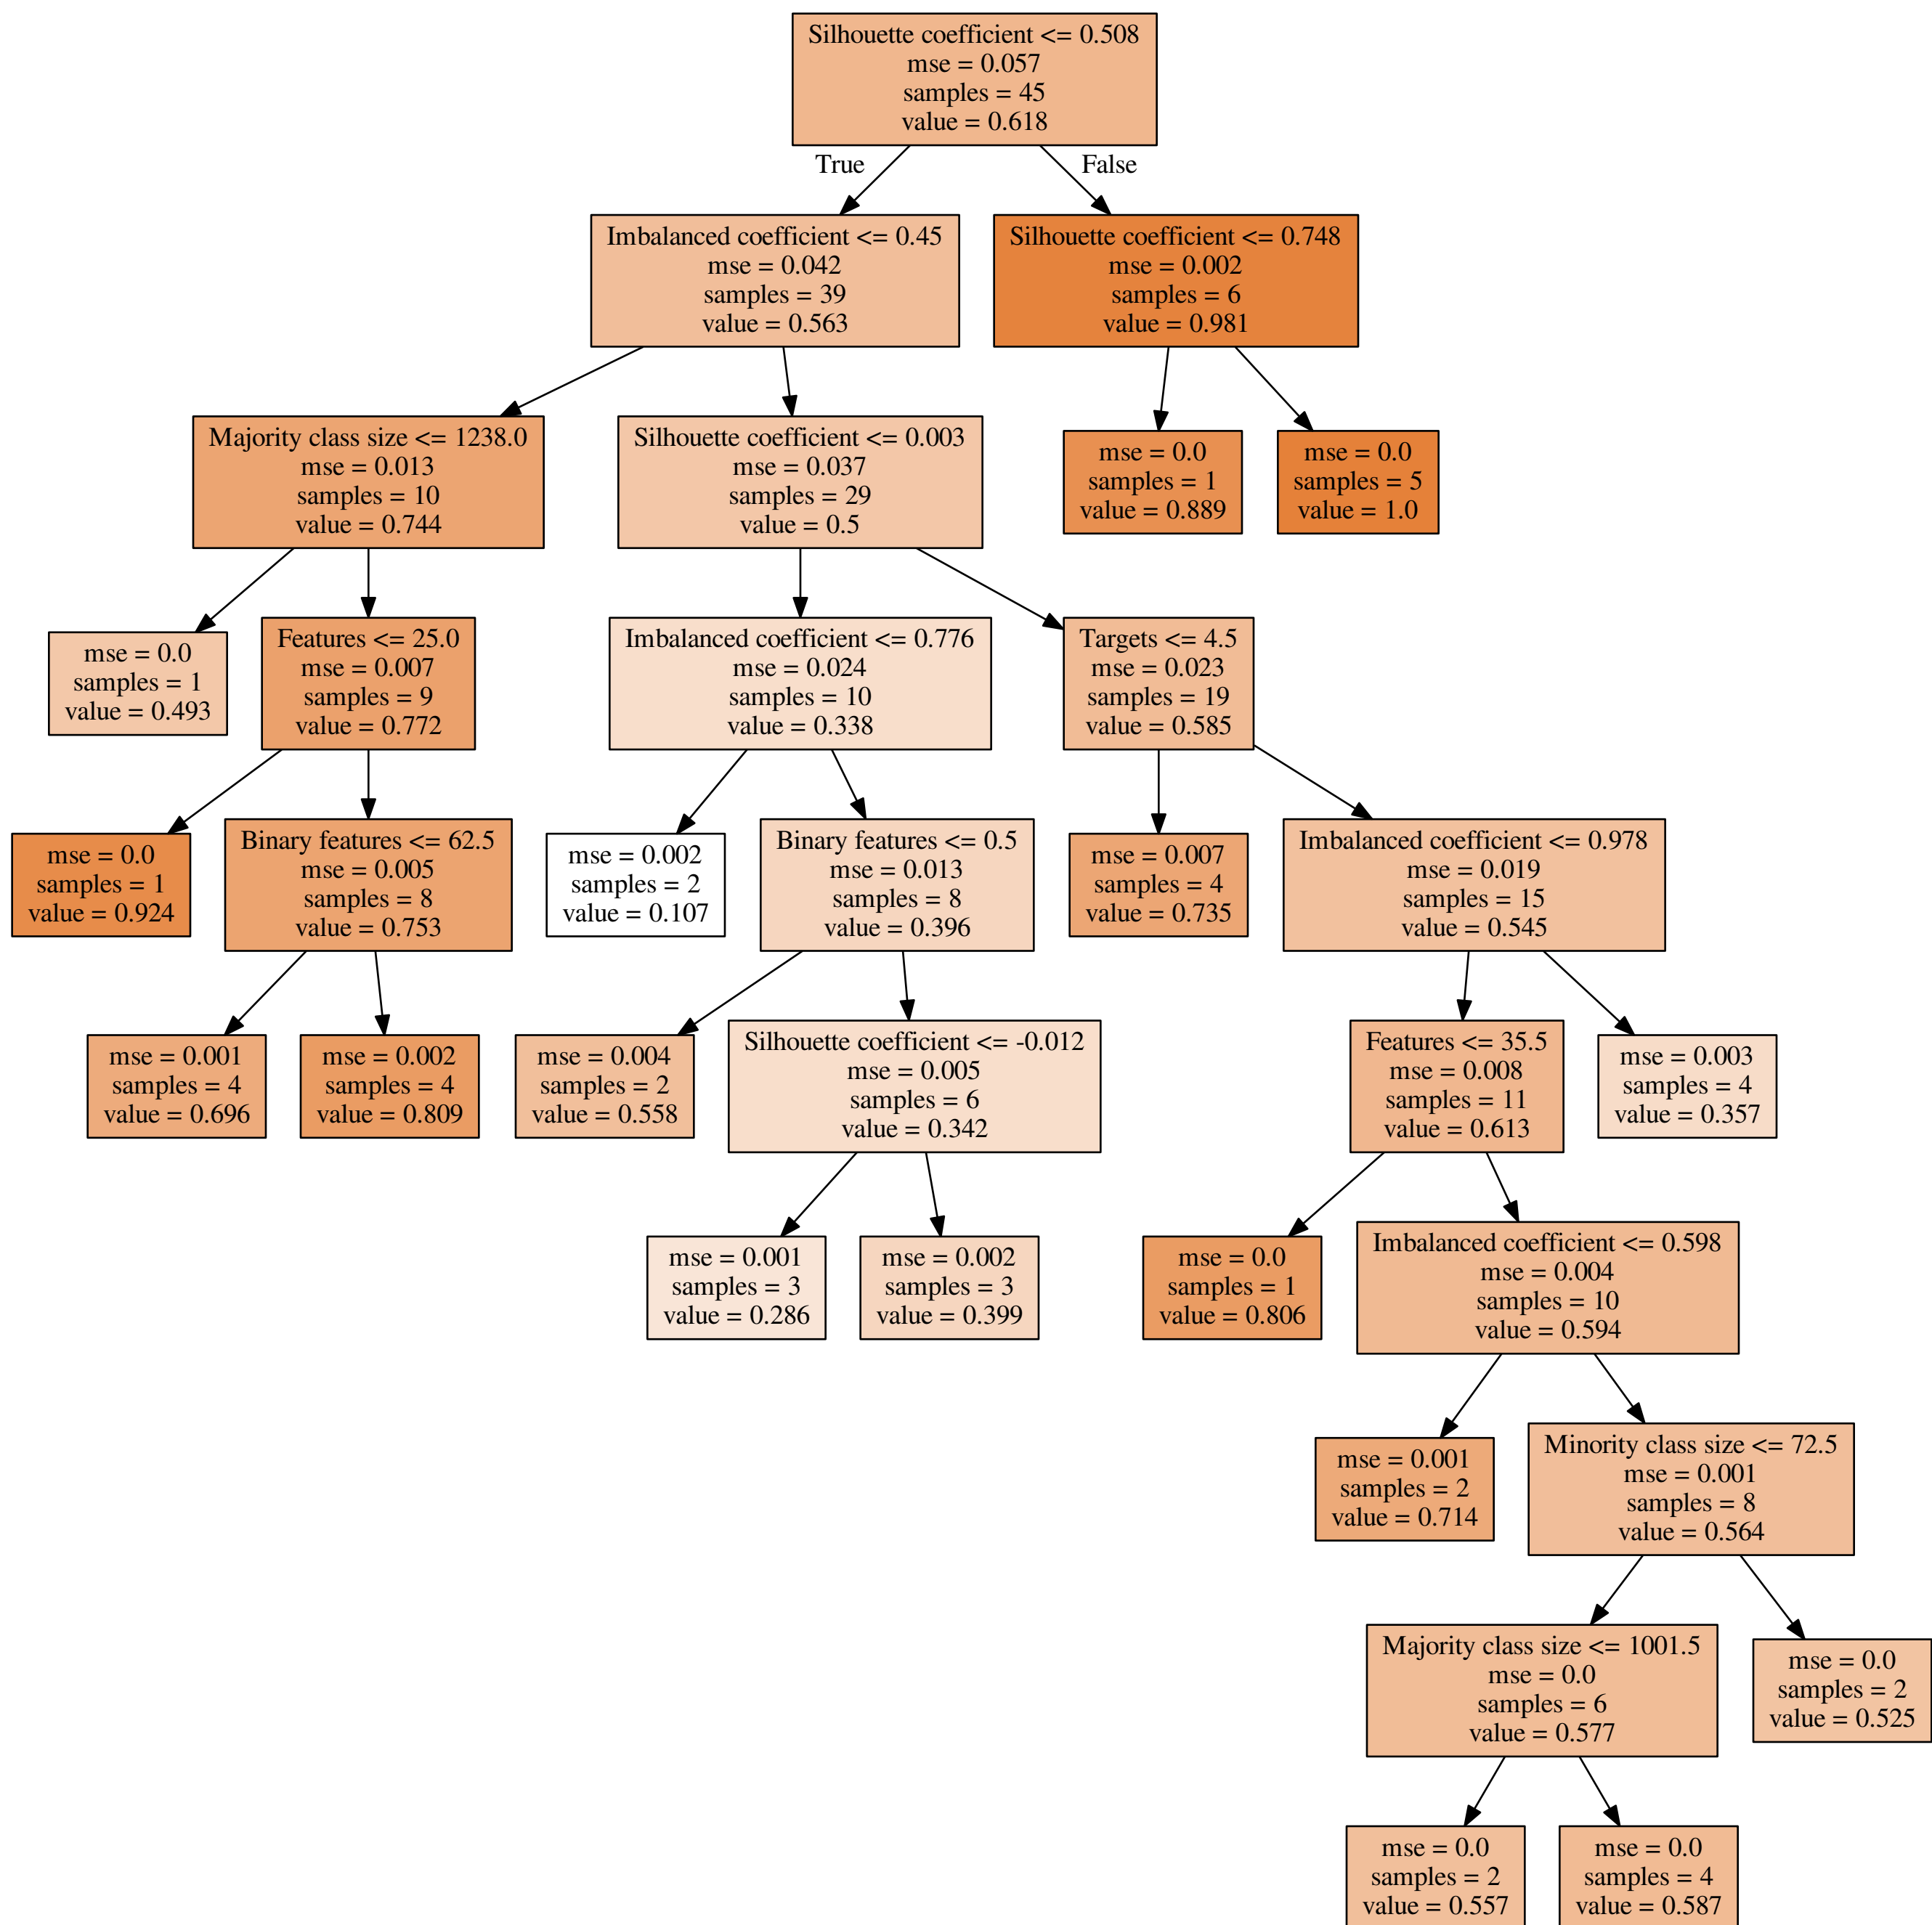 Silhouette coefficient <= 0.508
mse = 0.057
samples = 45
value = 0.618
True
False
Imbalanced coefficient <= 0.45
mse = 0.042
samples = 39
value = 0.563
Silhouette coefficient <= 0.748
mse = 0.002
samples = 6
value = 0.981
Majority class size <= 1238.0
mse = 0.013
samples = 10
value = 0.744
Silhouette coefficient <= 0.003
mse = 0.037
samples = 29
value = 0.5
mse = 0.0
samples = 1
value = 0.889
mse = 0.0
samples = 5
value = 1.0
mse = 0.0
samples = 1
value = 0.493
Features <= 25.0
mse = 0.007
samples = 9
value = 0.772
Imbalanced coefficient <= 0.776
mse = 0.024
samples = 10
value = 0.338
Targets <= 4.5
mse = 0.023
samples = 19
value = 0.585
mse = 0.0
samples = 1
value = 0.924
Binary features <= 62.5
mse = 0.005
samples = 8
value = 0.753
mse = 0.002
samples = 2
value = 0.107
Binary features <= 0.5
mse = 0.013
samples = 8
value = 0.396
mse = 0.007
samples = 4
value = 0.735
Imbalanced coefficient <= 0.978
mse = 0.019
samples = 15
value = 0.545
mse = 0.001
samples = 4
value = 0.696
mse = 0.002
samples = 4
value = 0.809
mse = 0.004
samples = 2
value = 0.558
Silhouette coefficient <= -0.012
mse = 0.005
samples = 6
value = 0.342
Features <= 35.5
mse = 0.008
samples = 11
value = 0.613
mse = 0.003
samples = 4
value = 0.357
mse = 0.001
samples = 3
value = 0.286
mse = 0.002
samples = 3
value = 0.399
mse = 0.0
samples = 1
value = 0.806
Imbalanced coefficient <= 0.598
mse = 0.004
samples = 10
value = 0.594
mse = 0.001
samples = 2
value = 0.714
Minority class size <= 72.5
mse = 0.001
samples = 8
value = 0.564
Majority class size <= 1001.5
mse = 0.0
samples = 6
value = 0.577
mse = 0.0
samples = 2
value = 0.525
mse = 0.0
samples = 2
value = 0.557
mse = 0.0
samples = 4
value = 0.587